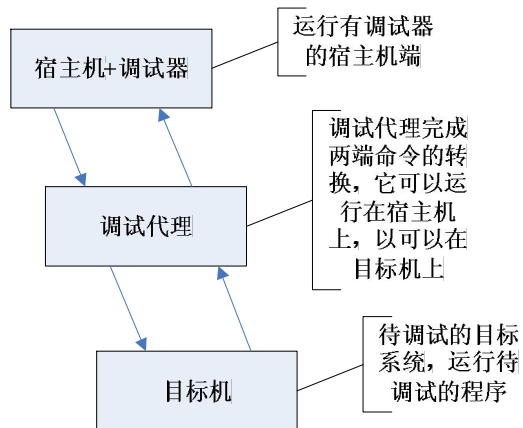 宿主机+调试器
运行有调试器
的宿主机端
调试代理
调试代理完成
两端命令的转
换，它可以运
行在宿主机
上，以可以在
目标机上
目标机
待调试的目标
系统，运行待
调试的程序